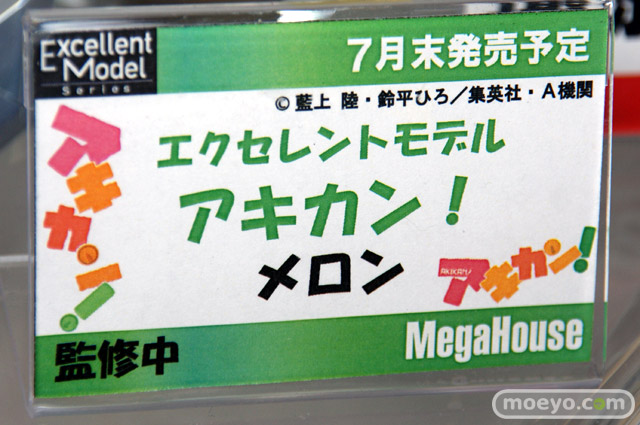 Excellent
Model
Series
7月末発売予定
©藍上 陸・鈴平ひろ／集英社・A機関
エクセレントモデル
アキカン！
メロン
アキカン!
AKIKAN
アキカン!
監修中
MegaHouse
moeyo.com